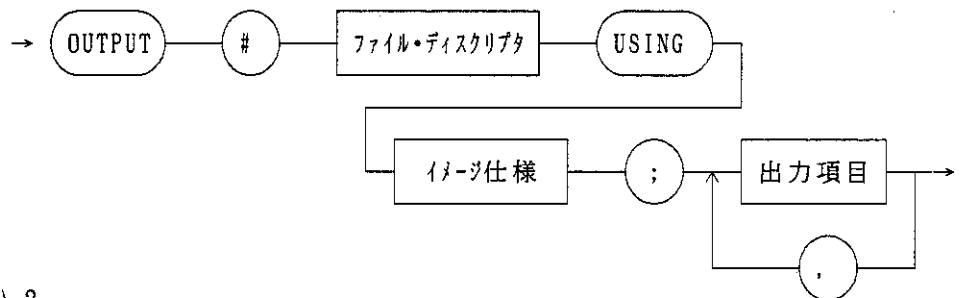 → OUTPUT # ファイル・ディスクリプタ USING
イメージ仕様 ; 出力項目
,